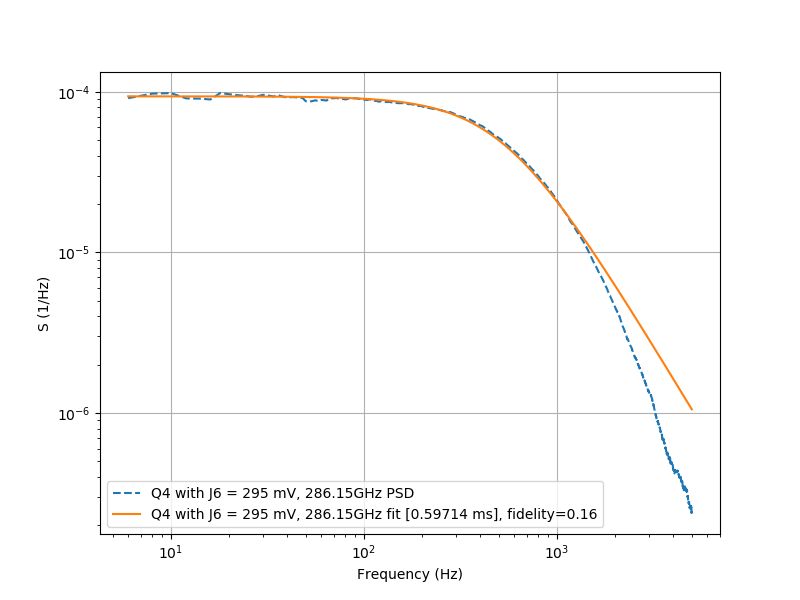 10⁻⁴
10⁻⁵
10⁻⁶
S (1/Hz)
Q4 with J6 = 295 mV, 286.15GHz PSD
Q4 with J6 = 295 mV, 286.15GHz fit [0.59714 ms], fidelity=0.16
10¹ 10² 10³
Frequency (Hz)